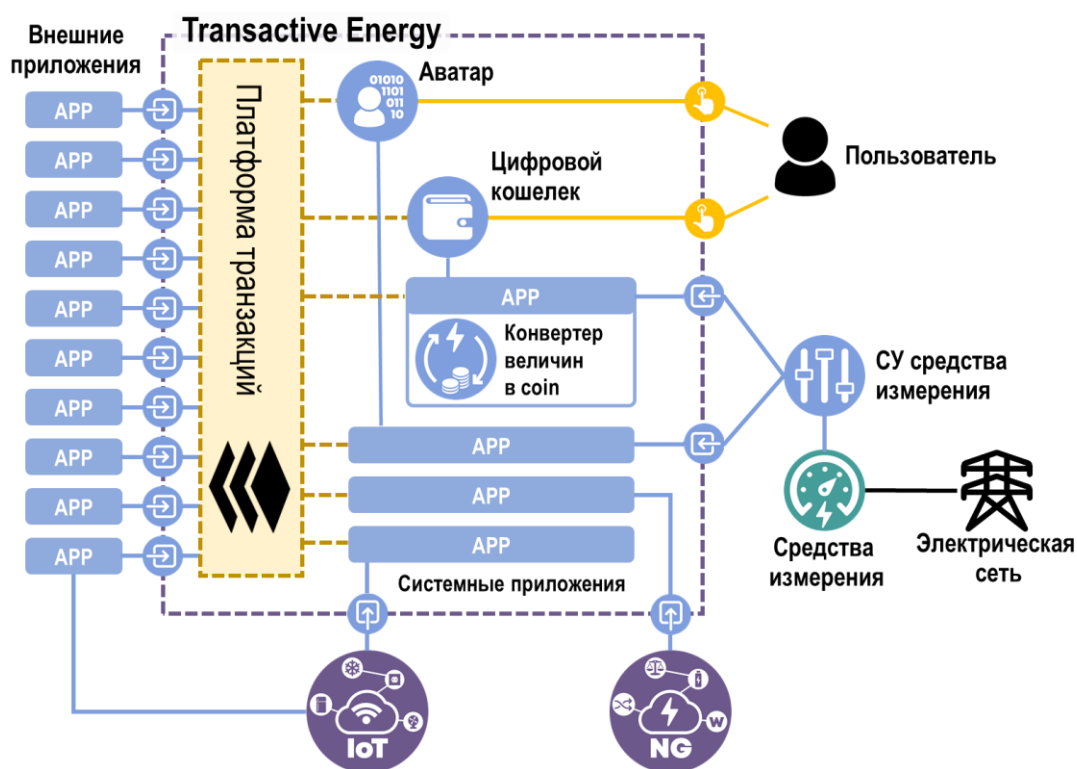 Transactive Energy
Внешние
приложения
APP
APP
APP
APP
APP
APP
APP
APP
APP
APP
Платформа транзакций
01010
1101
011
10
Аватар
Цифровой
кошелек
Пользователь
APP
Конвертер
величин
в coin
СУ средства
измерения
APP
APP
APP
Системные приложения
Средства
измерения
Электрическая
сеть
IoT
W
NG